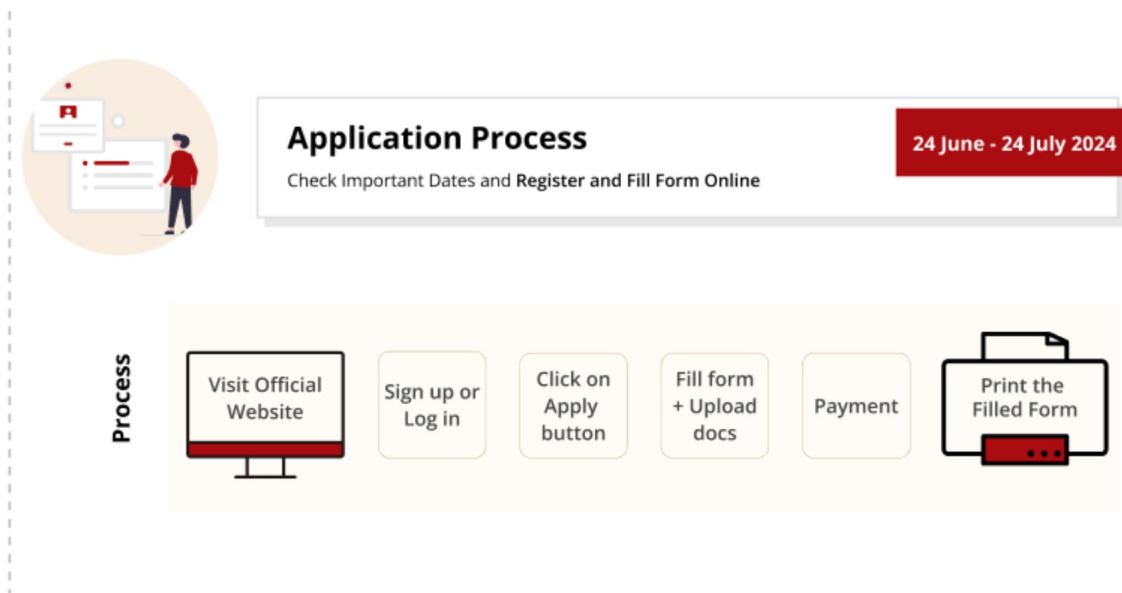 Application Process
24 June - 24 July 2024
Check Important Dates and Register and Fill Form Online
Process
Visit Official
Website
Sign up or
Log in
Click on
Apply
button
Fill form
+ Upload
docs
Payment
Print the
Filled Form